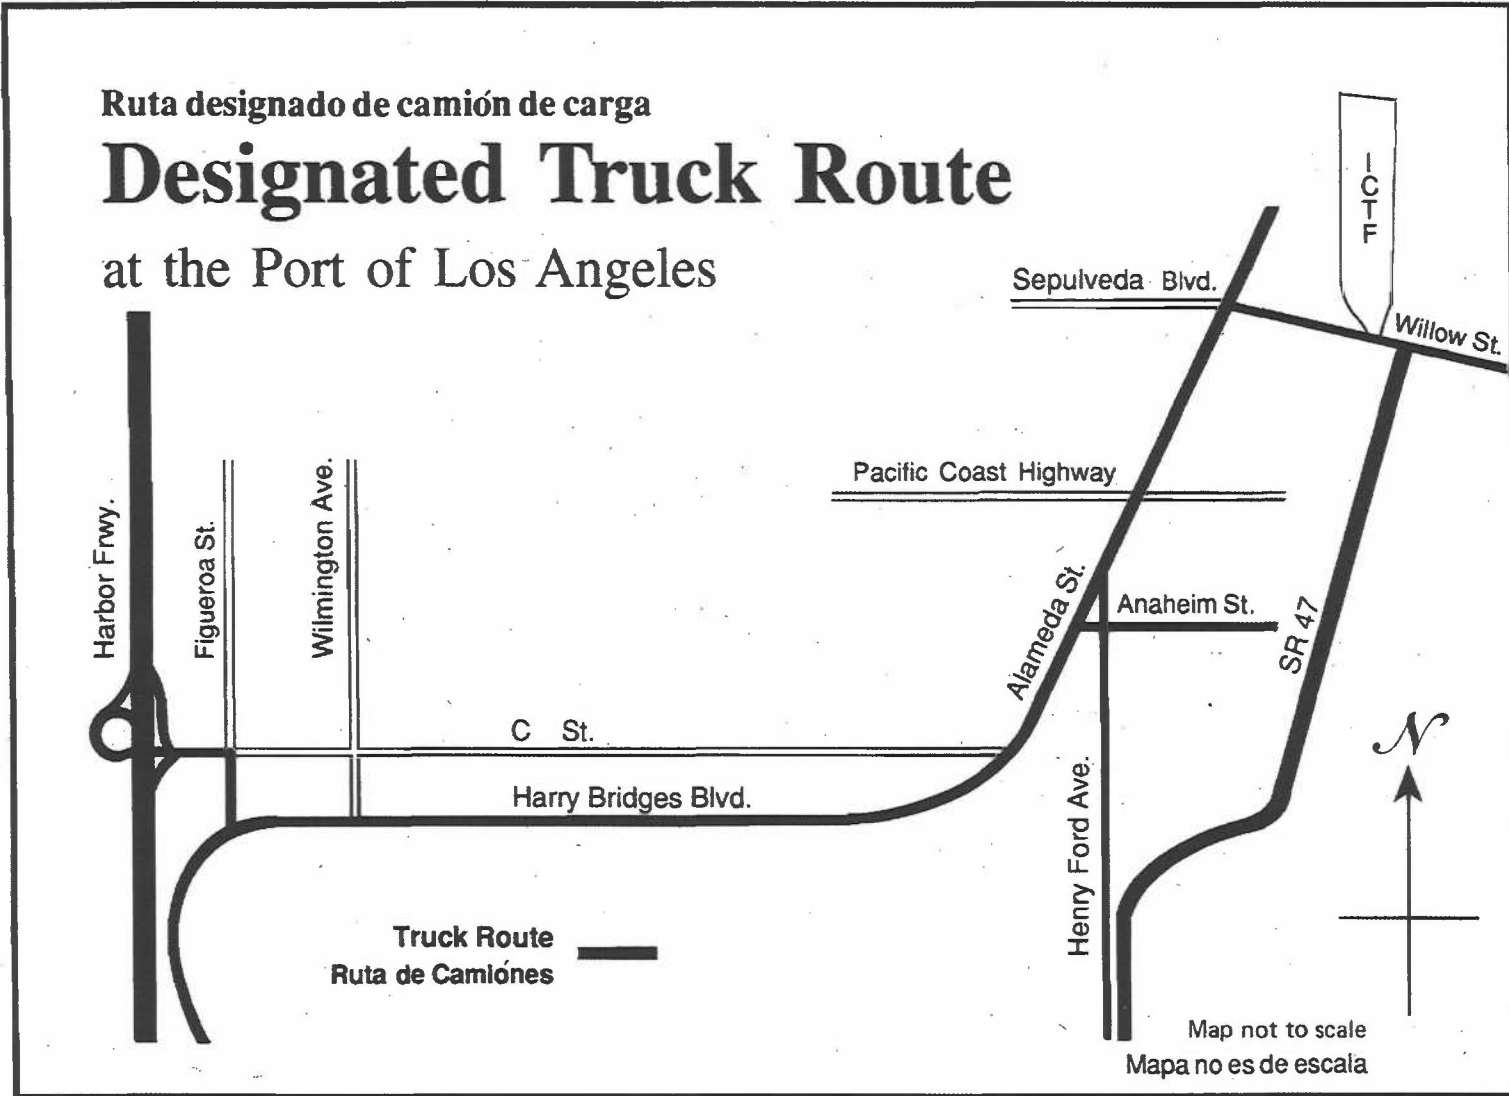 Ruta designado de camión de carga
Designated Truck Route
at the Port of Los Angeles
ICTF
Sepulveda Blvd.
Willow St.
Pacific Coast Highway
Harbor Frwy.
Figueroa St.
Wilmington Ave.
Alameda St.
Anaheim St.
SR 47
C St.
Harry Bridges Blvd.
Henry Ford Ave.
N
Truck Route
Ruta de Camiónes
Map not to scale
Mapa no es de escala